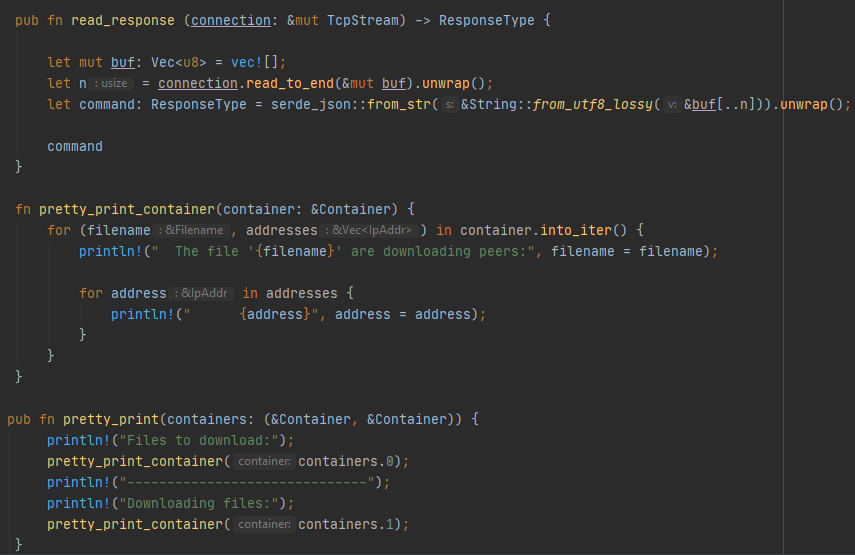 pub fn read_response (connection: &mut TcpStream) -> ResponseType {
let mut buf: Vec<u8> = vec![];
let n : usize = connection.read_to_end(&mut buf).unwrap();
let command: ResponseType = serde_json::from_str( s: &String::from_utf8_lossy( v: &buf[..n])).unwrap();
command
}
fn pretty_print_container(container: &Container) {
for (filename : &Filename , addresses : &Vec<IpAddr> ) in container.into_iter() {
println!("  The file '{filename}' are downloading peers:", filename = filename);
for address : &IpAddr in addresses {
println!("      {address}", address = address);
}
}
}
pub fn pretty_print(containers: (&Container, &Container)) {
println!("Files to download:");
pretty_print_container( container: containers.0);
println!("------------------------------");
println!("Downloading files:");
pretty_print_container( container: containers.1);
}